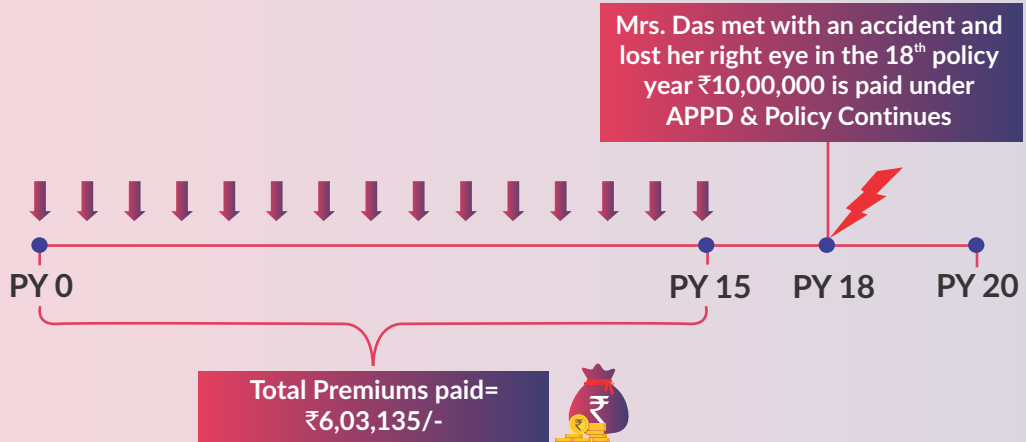 Mrs. Das met with an accident and
lost her right eye in the 18th policy
year ₹10,00,000 is paid under
APPD & Policy Continues
PY 0
PY 15
PY 18
PY 20
Total Premiums paid=
₹6,03,135/-
₹
₹